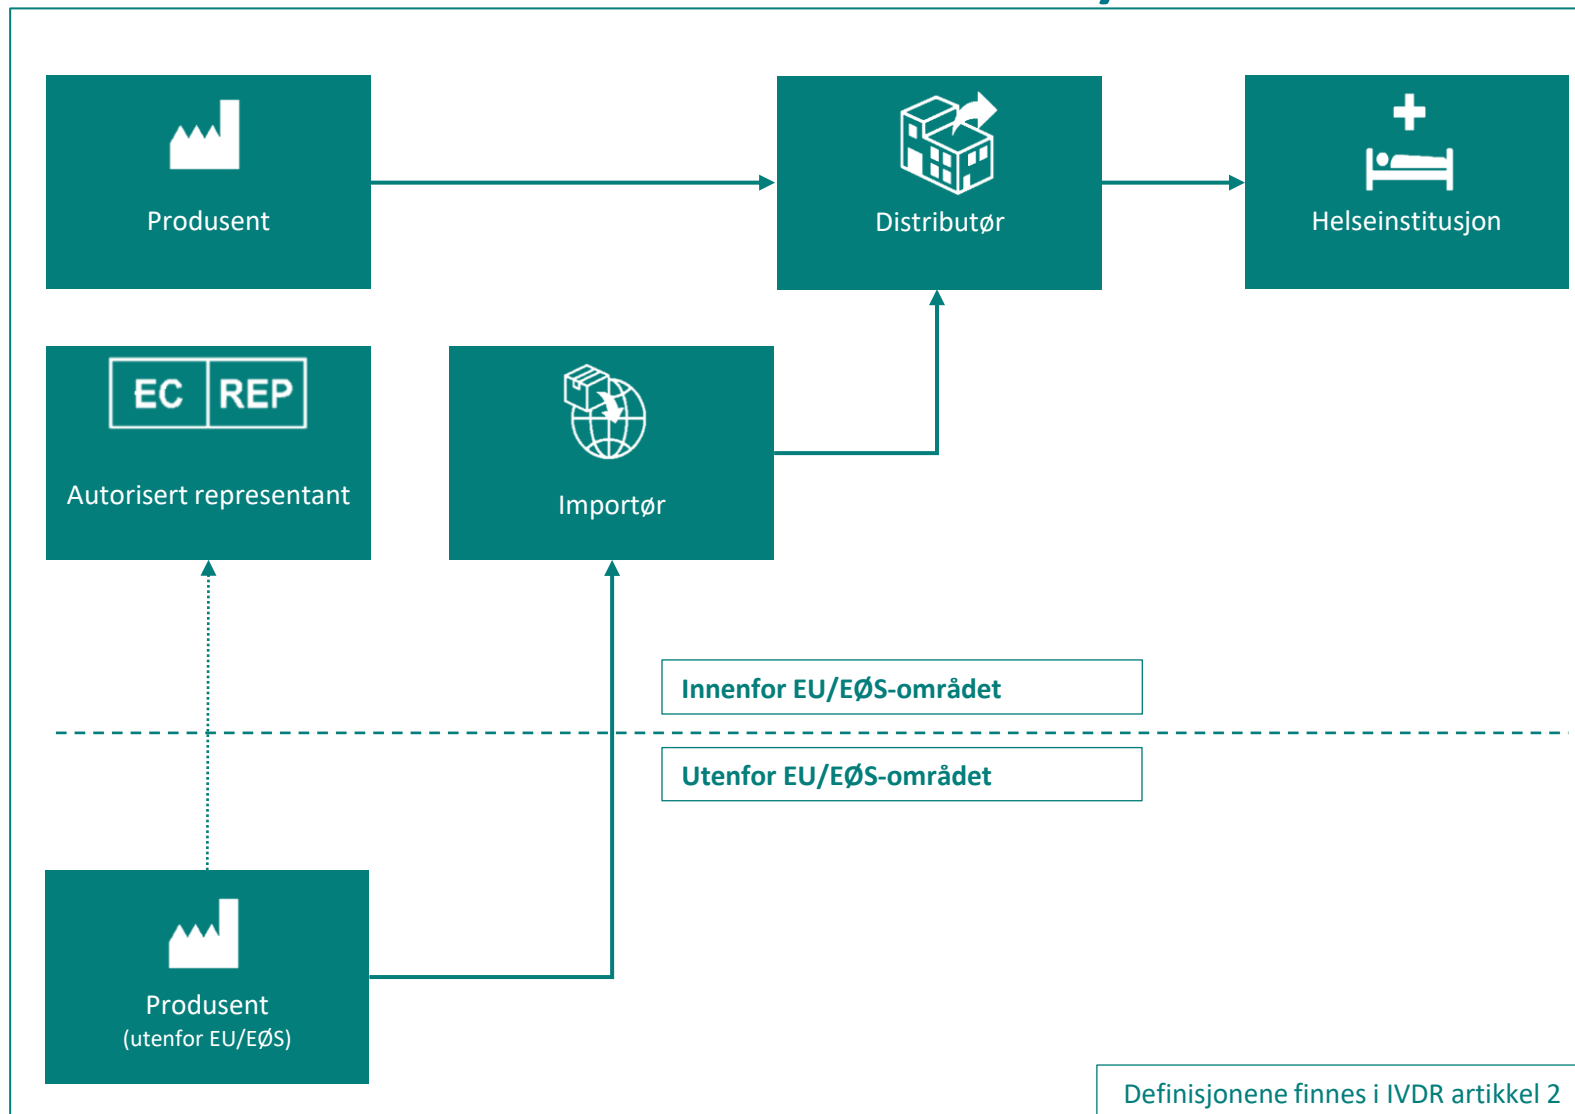 Produsent
Distributør
Helseinstitusjon
EC REP
Autorisert representant
Importør
Innenfor EU/EØS-området
Utenfor EU/EØS-området
Produsent
(utenfor EU/EØS)
Definisjonene finnes i IVDR artikkel 2